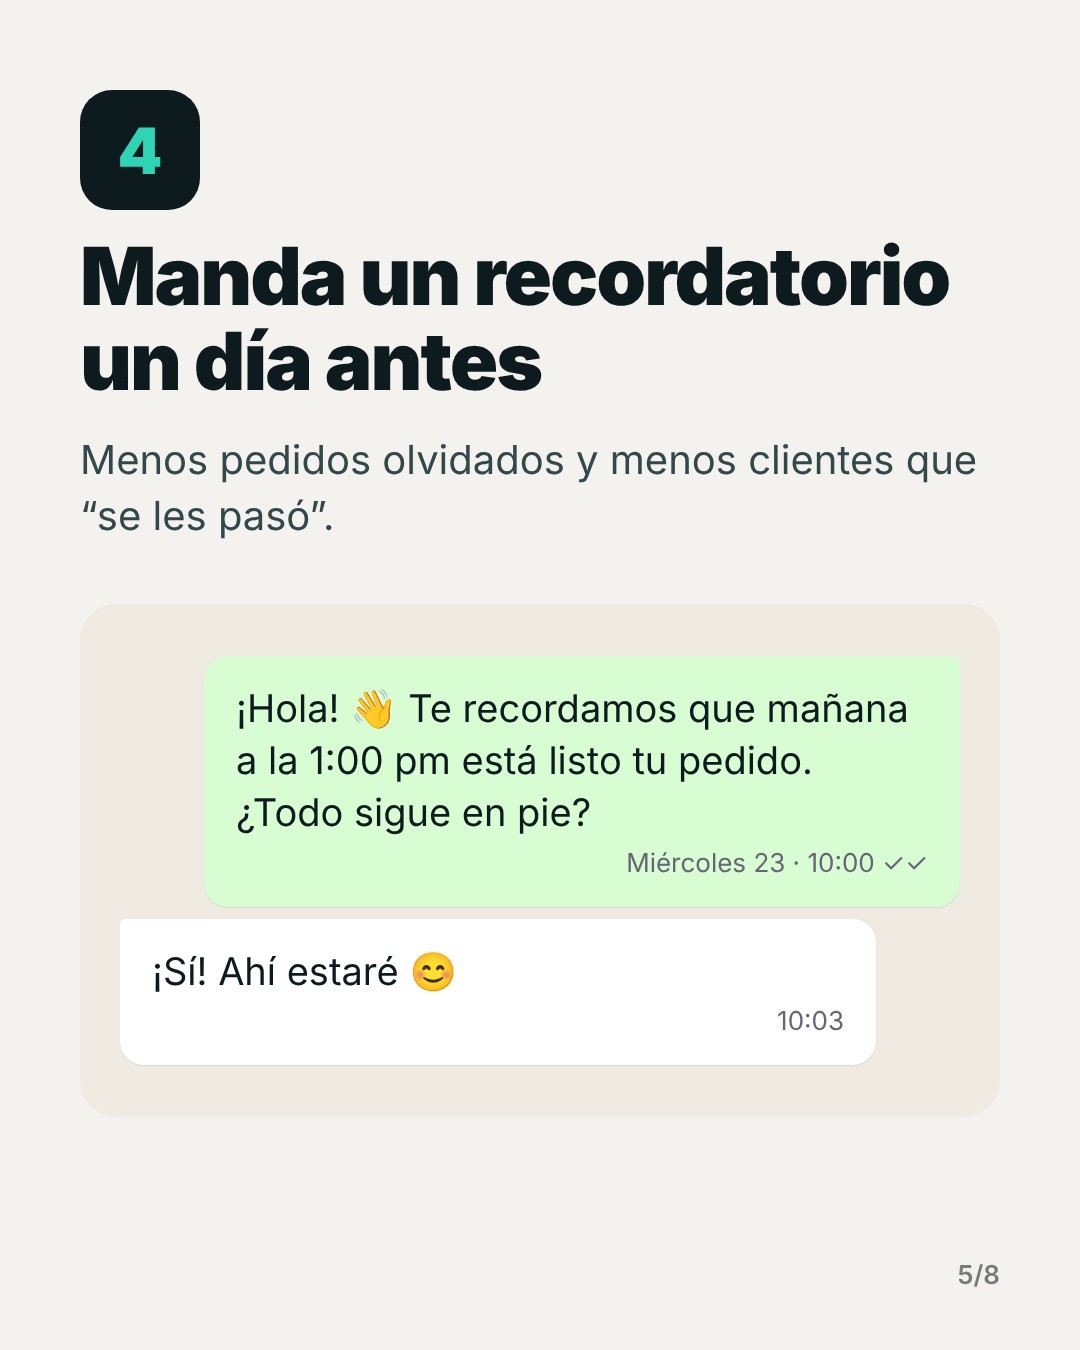 4
Manda un recordatorio
un día antes
Menos pedidos olvidados y menos clientes que
“se les pasó”.
¡Hola! 👋 Te recordamos que mañana
a la 1:00 pm está listo tu pedido.
¿Todo sigue en pie?
Miércoles 23 · 10:00 ✓✓
¡Sí! Ahí estaré 😊
10:03
5/8